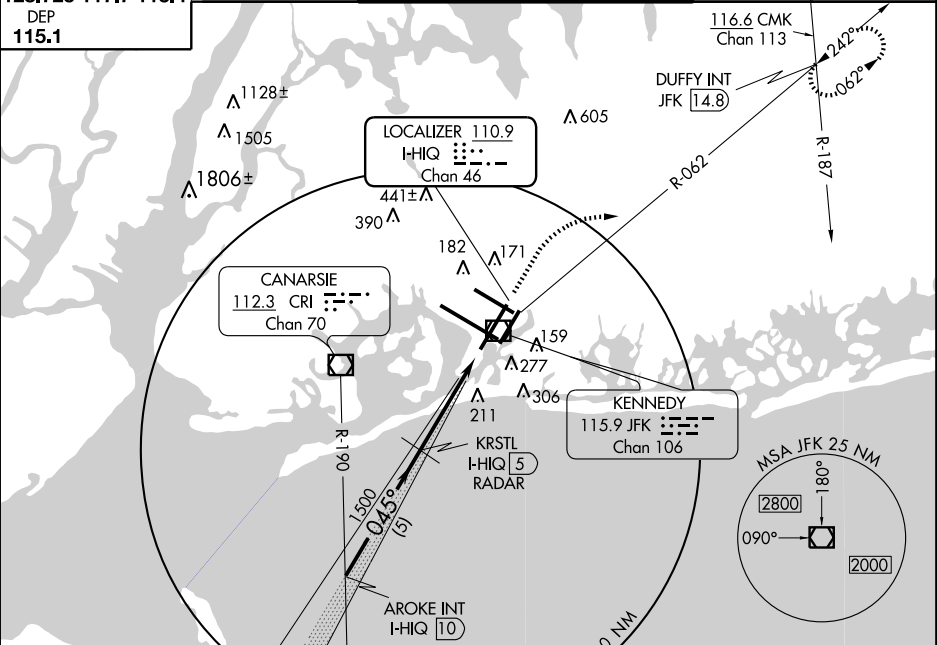 DEP
115.1
116.6 CMK
Chan 113
242°
062°
DUFFY INT
JFK 14.8
R-187
R-062
1128±
1505
1806±
605
LOCALIZER 110.9
I-HIQ
Chan 46
441±
390
182
171
CANARSIE
112.3 CRI
Chan 70
159
277
306
211
KENNEDY
115.9 JFK
Chan 106
R-190
KRSTL
I-HIQ 5
RADAR
1500
045°
(5)
AROKE INT
I-HIQ 10
MSA JFK 25 NM
180°
2800
090°
2000
0 NM